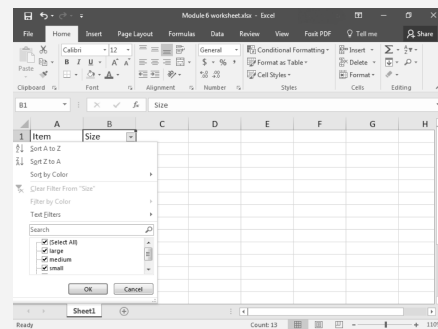 Module 6 worksheet.xlsx - Excel
File Home Insert Page Layout Formulas Data Review View Foxit PDF Tell me Share
Calibri 12 General Conditional Formatting Insert
Paste Format as Table Delete
Cell Styles Format
Clipboard Font Alignment Number Styles Cells Editing
B1 fx Size
A B C D E F G H
1 Item Size
Sort A to Z
Sort Z to A
Sort by Color
Clear Filter From "Size"
Filter by Color
Text Filters
Search
(Select All)
large
medium
small
OK Cancel
Sheet1
Ready Count: 13 110%